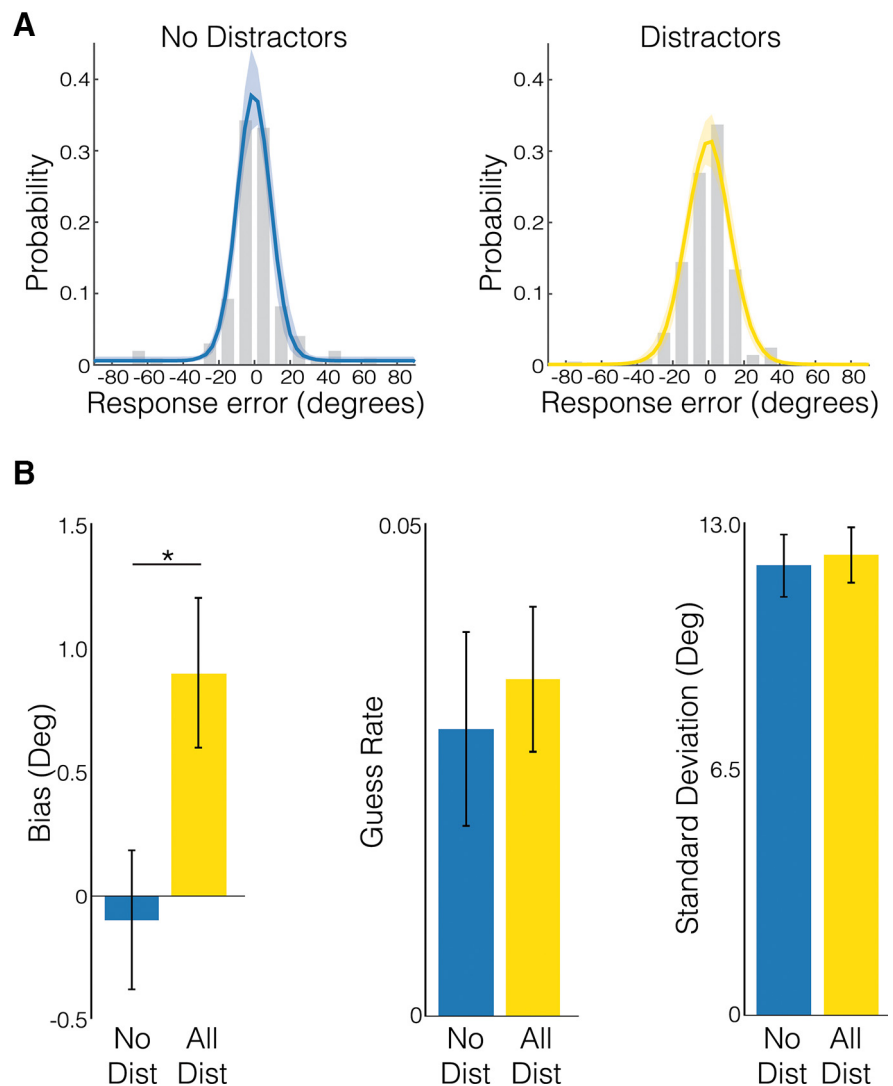 A
No Distractors
Distractors
0.4
0.3
0.2
0.1
0
Probability
-80 -60 -40 -20 0 20 40 60 80
Response error (degrees)
0.4
0.3
0.2
0.1
0
Probability
-80 -60 -40 -20 0 20 40 60 80
Response error (degrees)
B
1.5
1.0
0.5
0
-0.5
Bias (Deg)
*
No
Dist
All
Dist
0.05
0
Guess Rate
No
Dist
All
Dist
13.0
6.5
0
Standard Deviation (Deg)
No
Dist
All
Dist